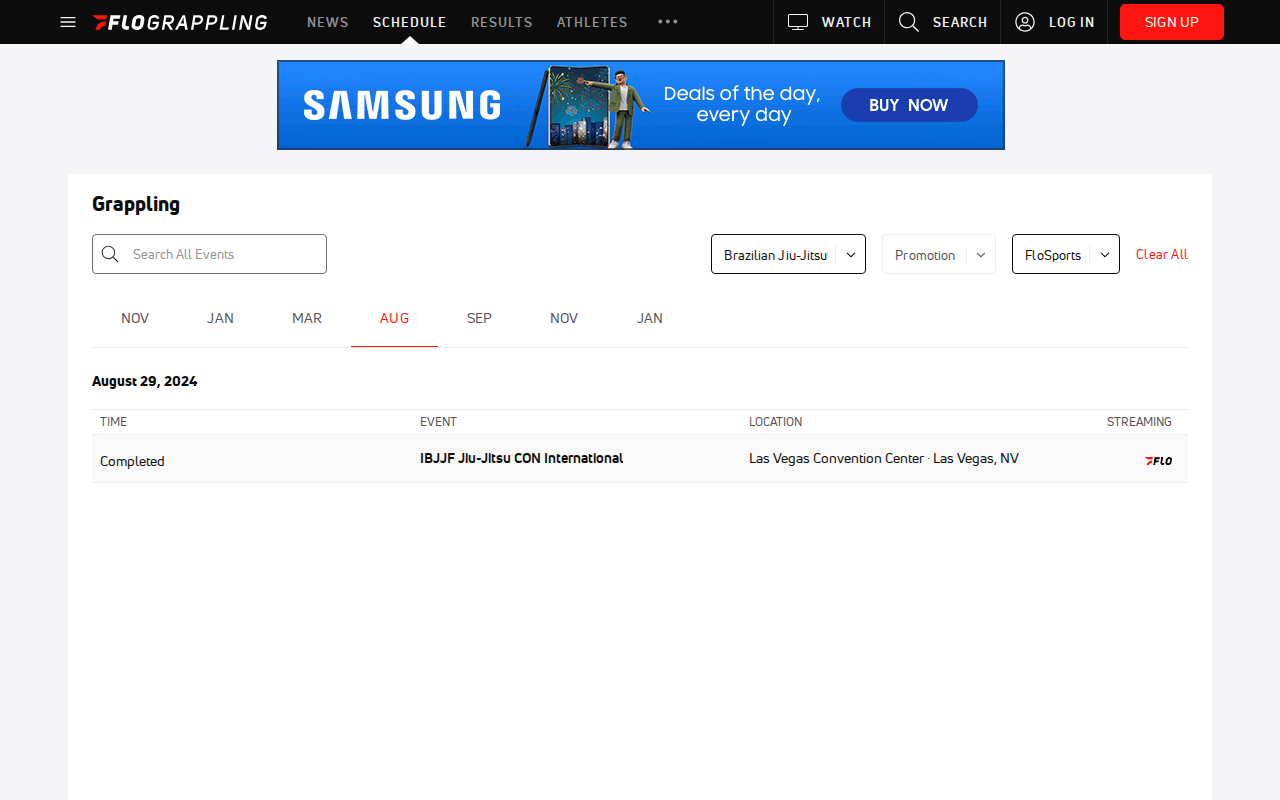 FLOGRAPPLING NEWS SCHEDULE RESULTS ATHLETES ••• WATCH SEARCH LOG IN SIGN UP
SAMSUNG
Deals of the day,
every day
BUY NOW
Grappling
Search All Events
Brazilian Jiu-Jitsu
Promotion
FloSports
Clear All
NOV JAN MAR AUG SEP NOV JAN
August 29, 2024
TIME EVENT LOCATION STREAMING
Completed IBJJF Jiu-Jitsu CON International Las Vegas Convention Center · Las Vegas, NV FLO